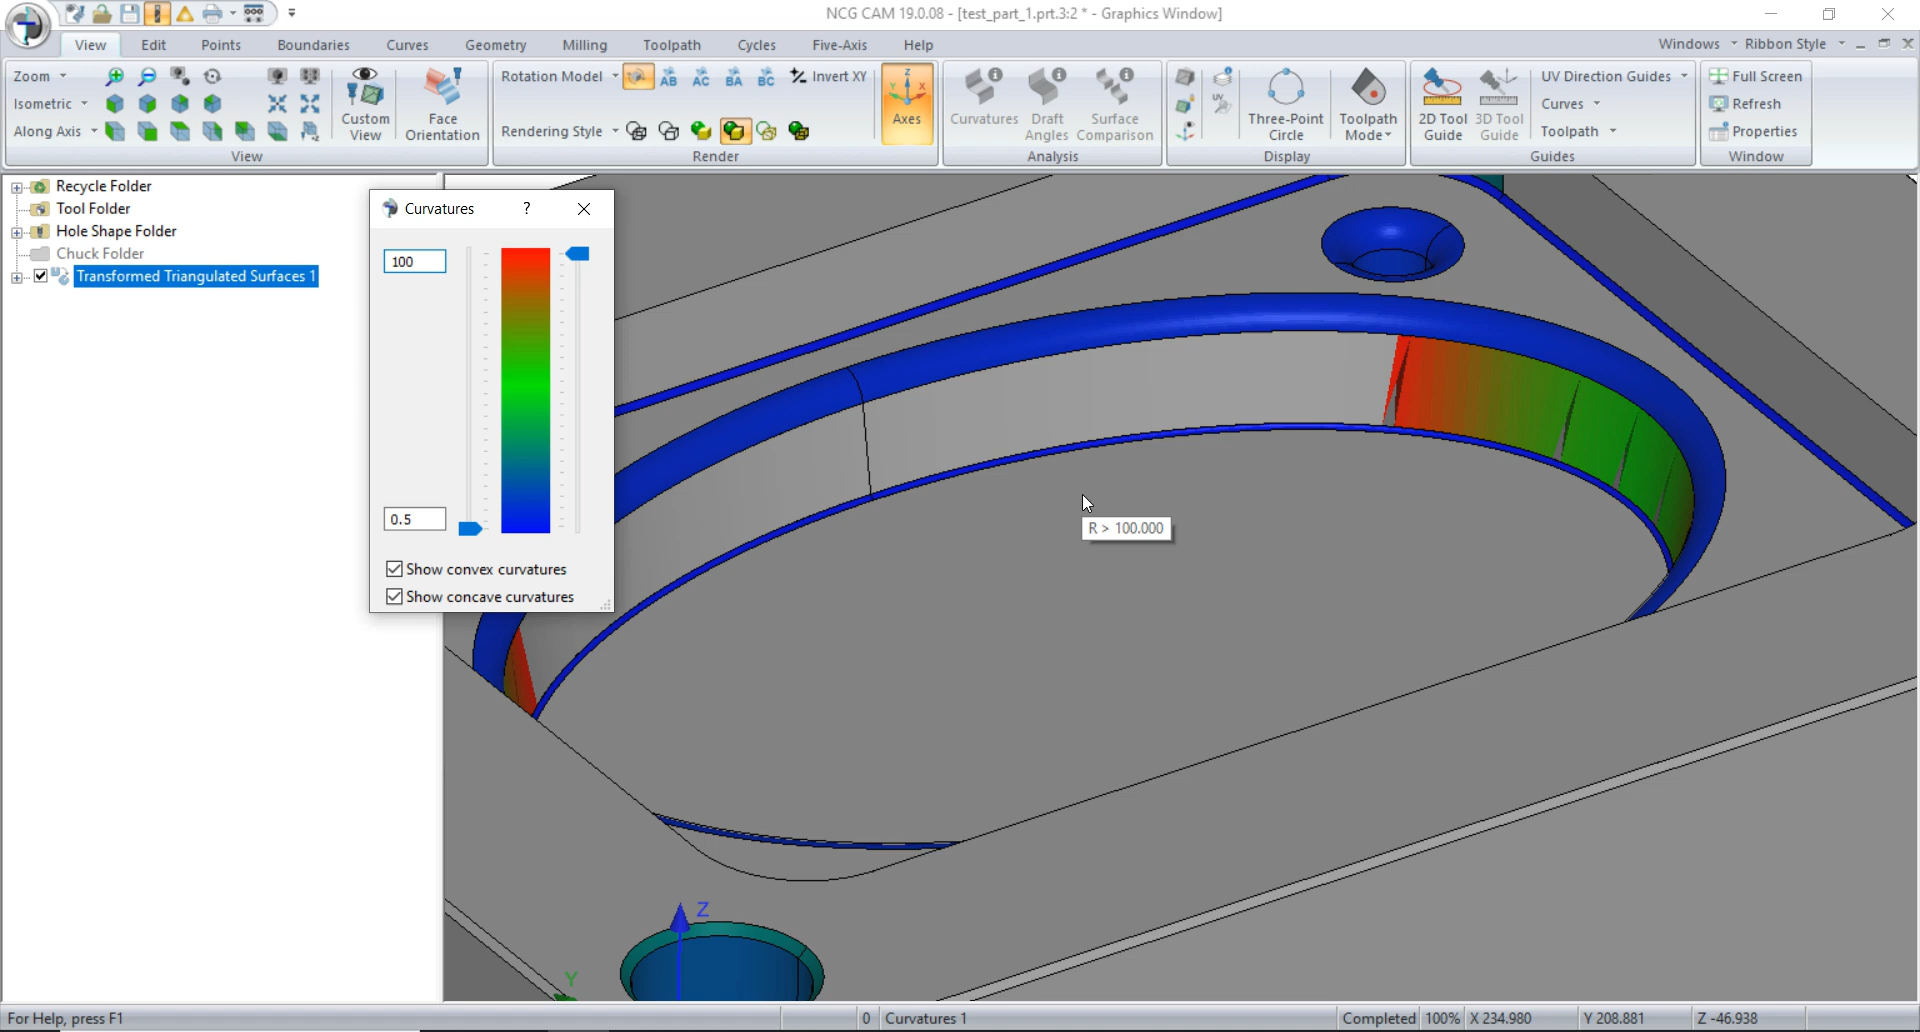 NCG CAM 19.0.08 - [test_part_1.prt.3:2 * - Graphics Window]
View Edit Points Boundaries Curves Geometry Milling Toolpath Cycles Five-Axis Help Windows Ribbon Style
Zoom
Isometric
Along Axis
Custom View
Face Orientation
View
Rotation Model AB AC BA BC Invert XY
Rendering Style
Z
Y X
Axes
Render
Curvatures
Draft Angles
Surface Comparison
Analysis
UV
Three-Point Circle
Toolpath Mode
Display
2D Tool Guide
3D Tool Guide
UV Direction Guides
Curves
Toolpath
Guides
Full Screen
Refresh
Properties
Window
Recycle Folder
Tool Folder
Hole Shape Folder
Chuck Folder
Transformed Triangulated Surfaces 1
Curvatures ?
100
0.5
Show convex curvatures
Show concave curvatures
R > 100.000
Z
Y
For Help, press F1 0 Curvatures 1 Completed 100% X 234.980 Y 208.881 Z -46.938